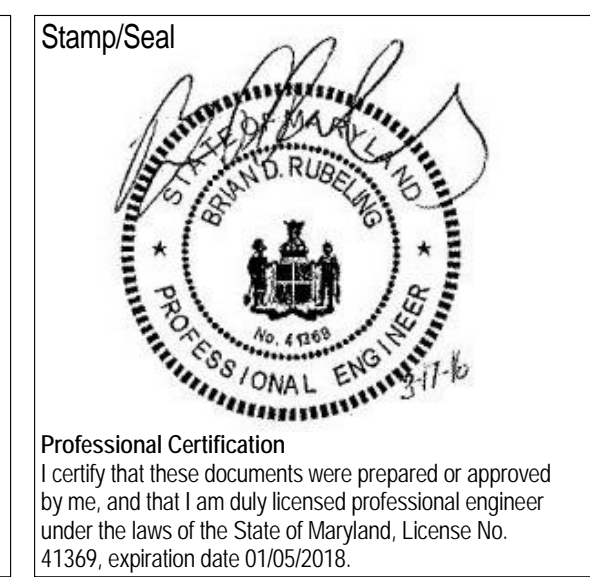 Stamp/Seal
STATE OF MARYLAND
BRIAN D. RUBELING
No. 41369
PROFESSIONAL ENGINEER
3-17-16
Professional Certification
I certify that these documents were prepared or approved
by me, and that I am duly licensed professional engineer
under the laws of the State of Maryland, License No.
41369, expiration date 01/05/2018.